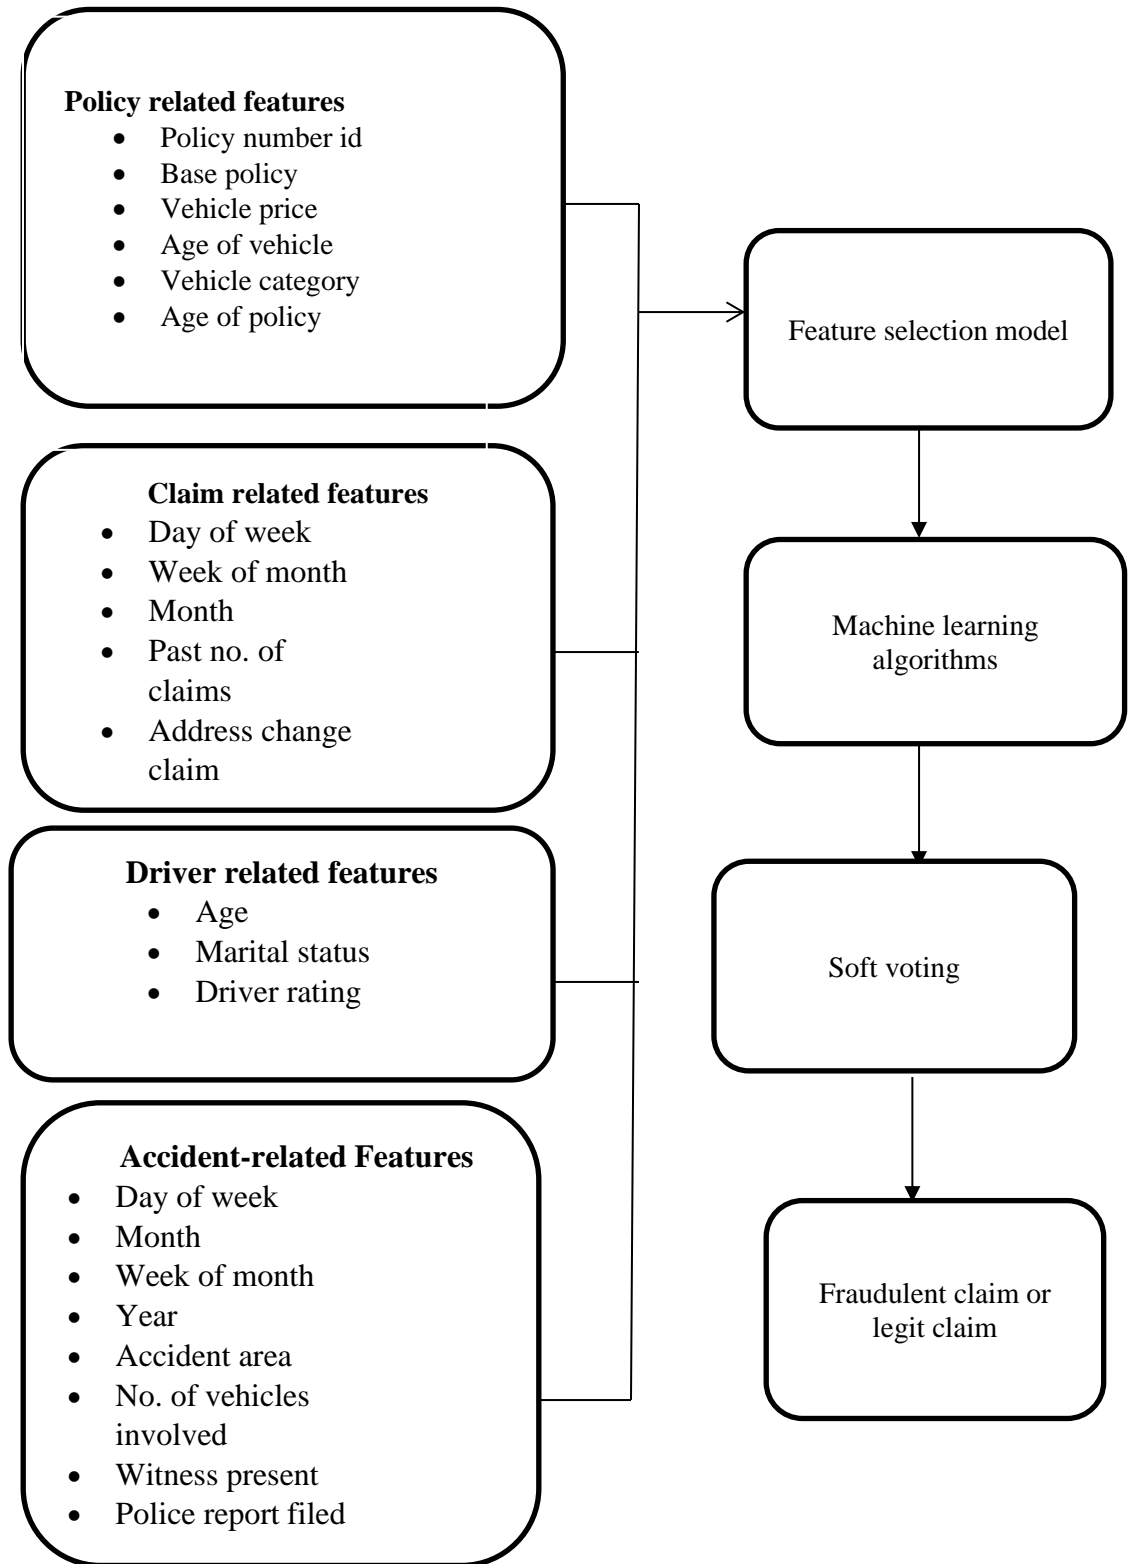 Policy related features
• Policy number id
• Base policy
• Vehicle price
• Age of vehicle
• Vehicle category
• Age of policy
Claim related features
• Day of week
• Week of month
• Month
• Past no. of
claims
• Address change
claim
Driver related features
• Age
• Marital status
• Driver rating
Accident-related Features
• Day of week
• Month
• Week of month
• Year
• Accident area
• No. of vehicles
involved
• Witness present
• Police report filed
Feature selection model
Machine learning
algorithms
Soft voting
Fraudulent claim or
legit claim